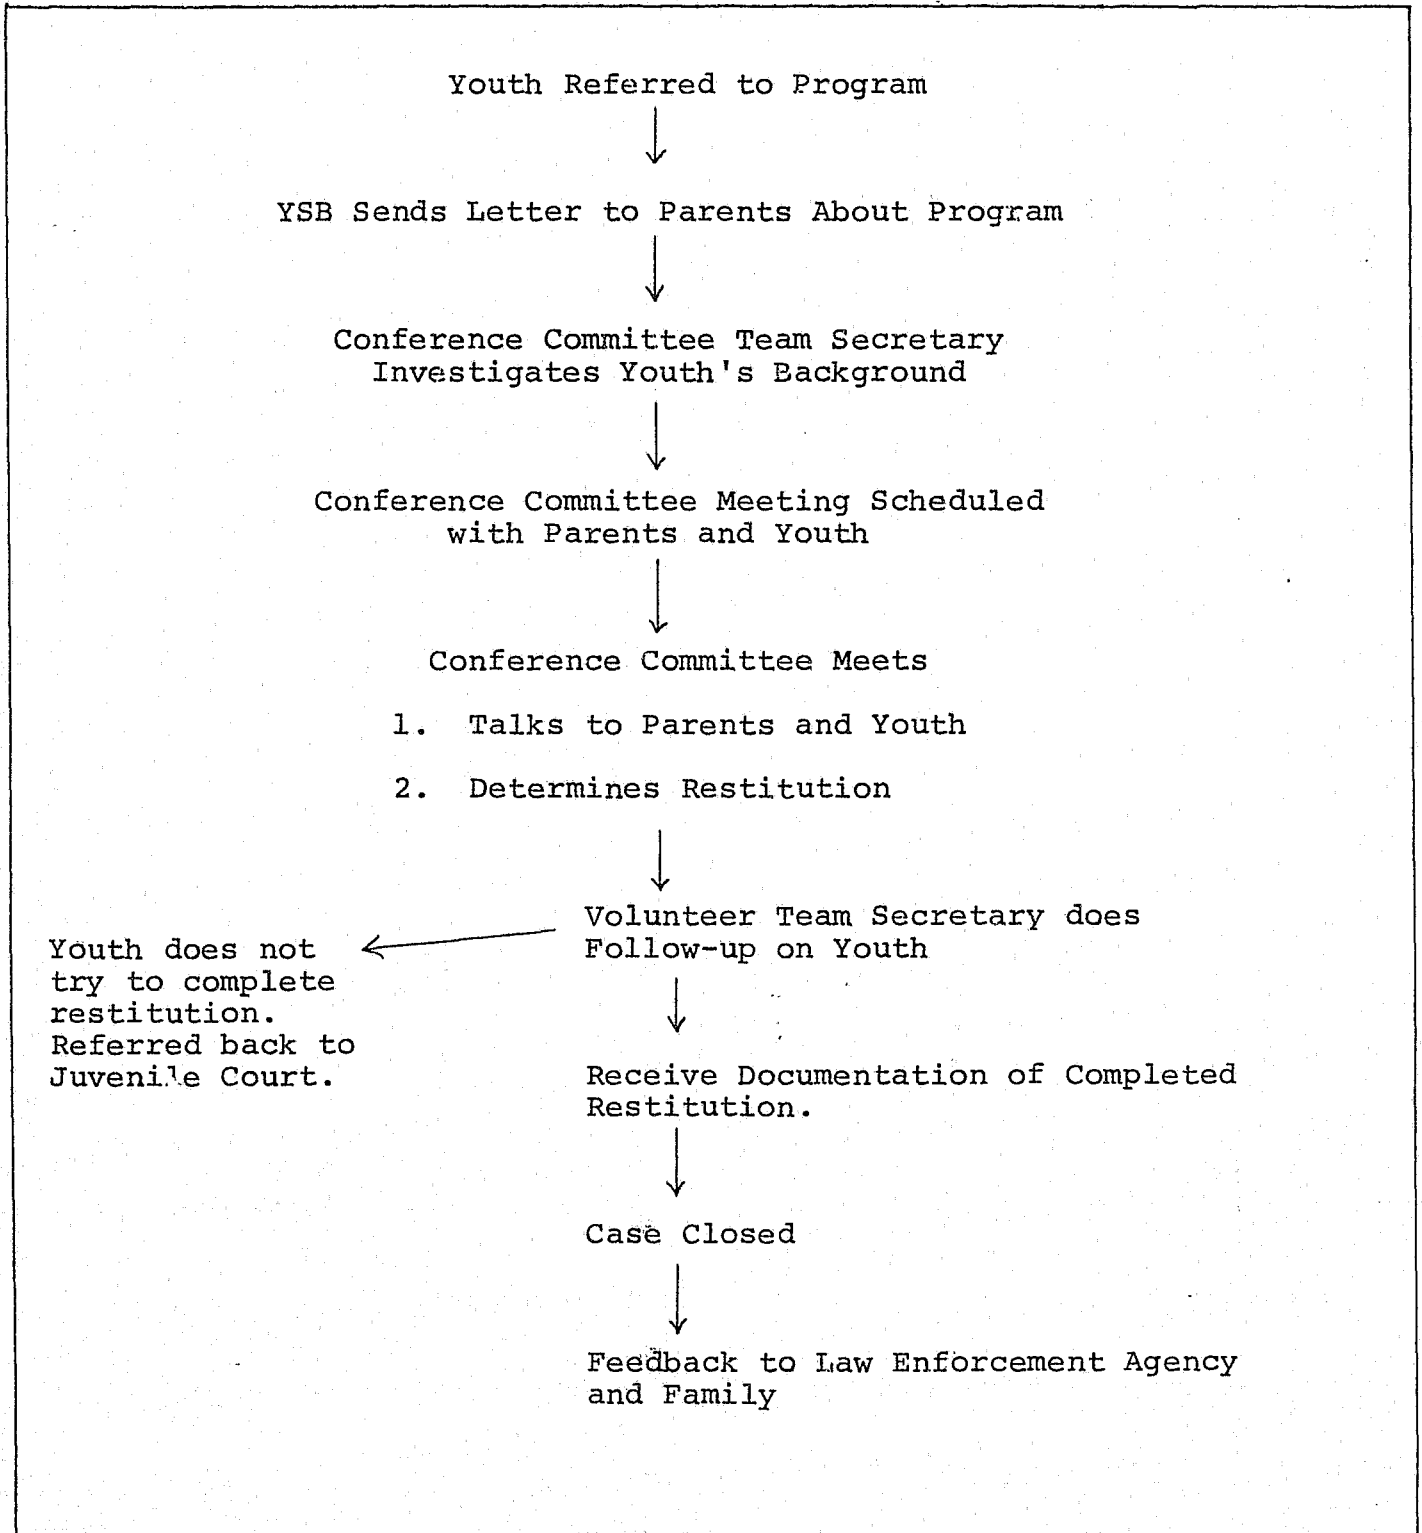 Youth Referred to Program
YSB Sends Letter to Parents About Program
Conference Committee Team Secretary
Investigates Youth's Background
Conference Committee Meeting Scheduled
with Parents and Youth
Conference Committee Meets
1. Talks to Parents and Youth
2. Determines Restitution
Volunteer Team Secretary does
Follow-up on Youth
Youth does not
try to complete
restitution.
Referred back to
Juvenile Court.
Receive Documentation of Completed
Restitution.
Case Closed
Feedback to Law Enforcement Agency
and Family